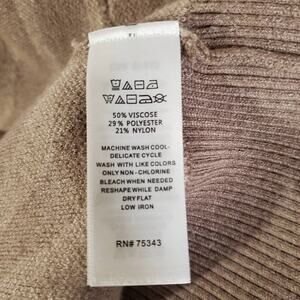 50% VISCOSE
29% POLYESTER
21% NYLON
MACHINE WASH COOL-
DELICATE CYCLE
WASH WITH LIKE COLORS
ONLY NON-CHLORINE
BLEACH WHEN NEEDED
RESHAPE WHILE DAMP
DRY FLAT
LOW IRON
RN# 75343